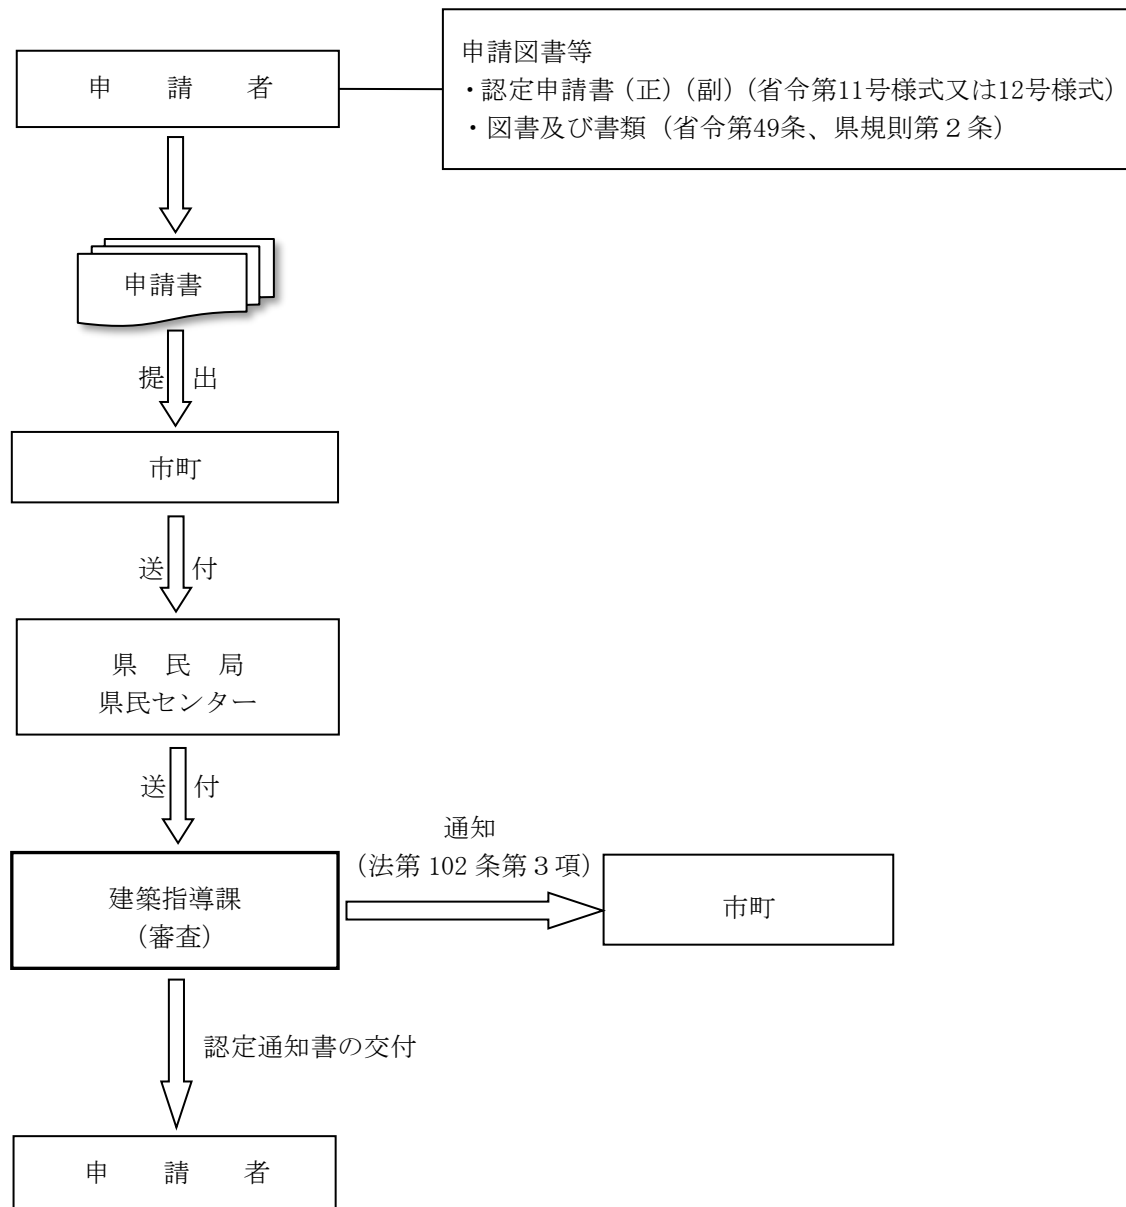 申　請　者
申請図書等
・認定申請書（正）（副）（省令第11号様式又は12号様式）
・図書及び書類（省令第49条、県規則第２条）
申請書
提　出
市町
送　付
県　民　局
県民センター
送　付
通知
（法第 102 条第３項）
建築指導課
（審査）
市町
認定通知書の交付
申　請　者